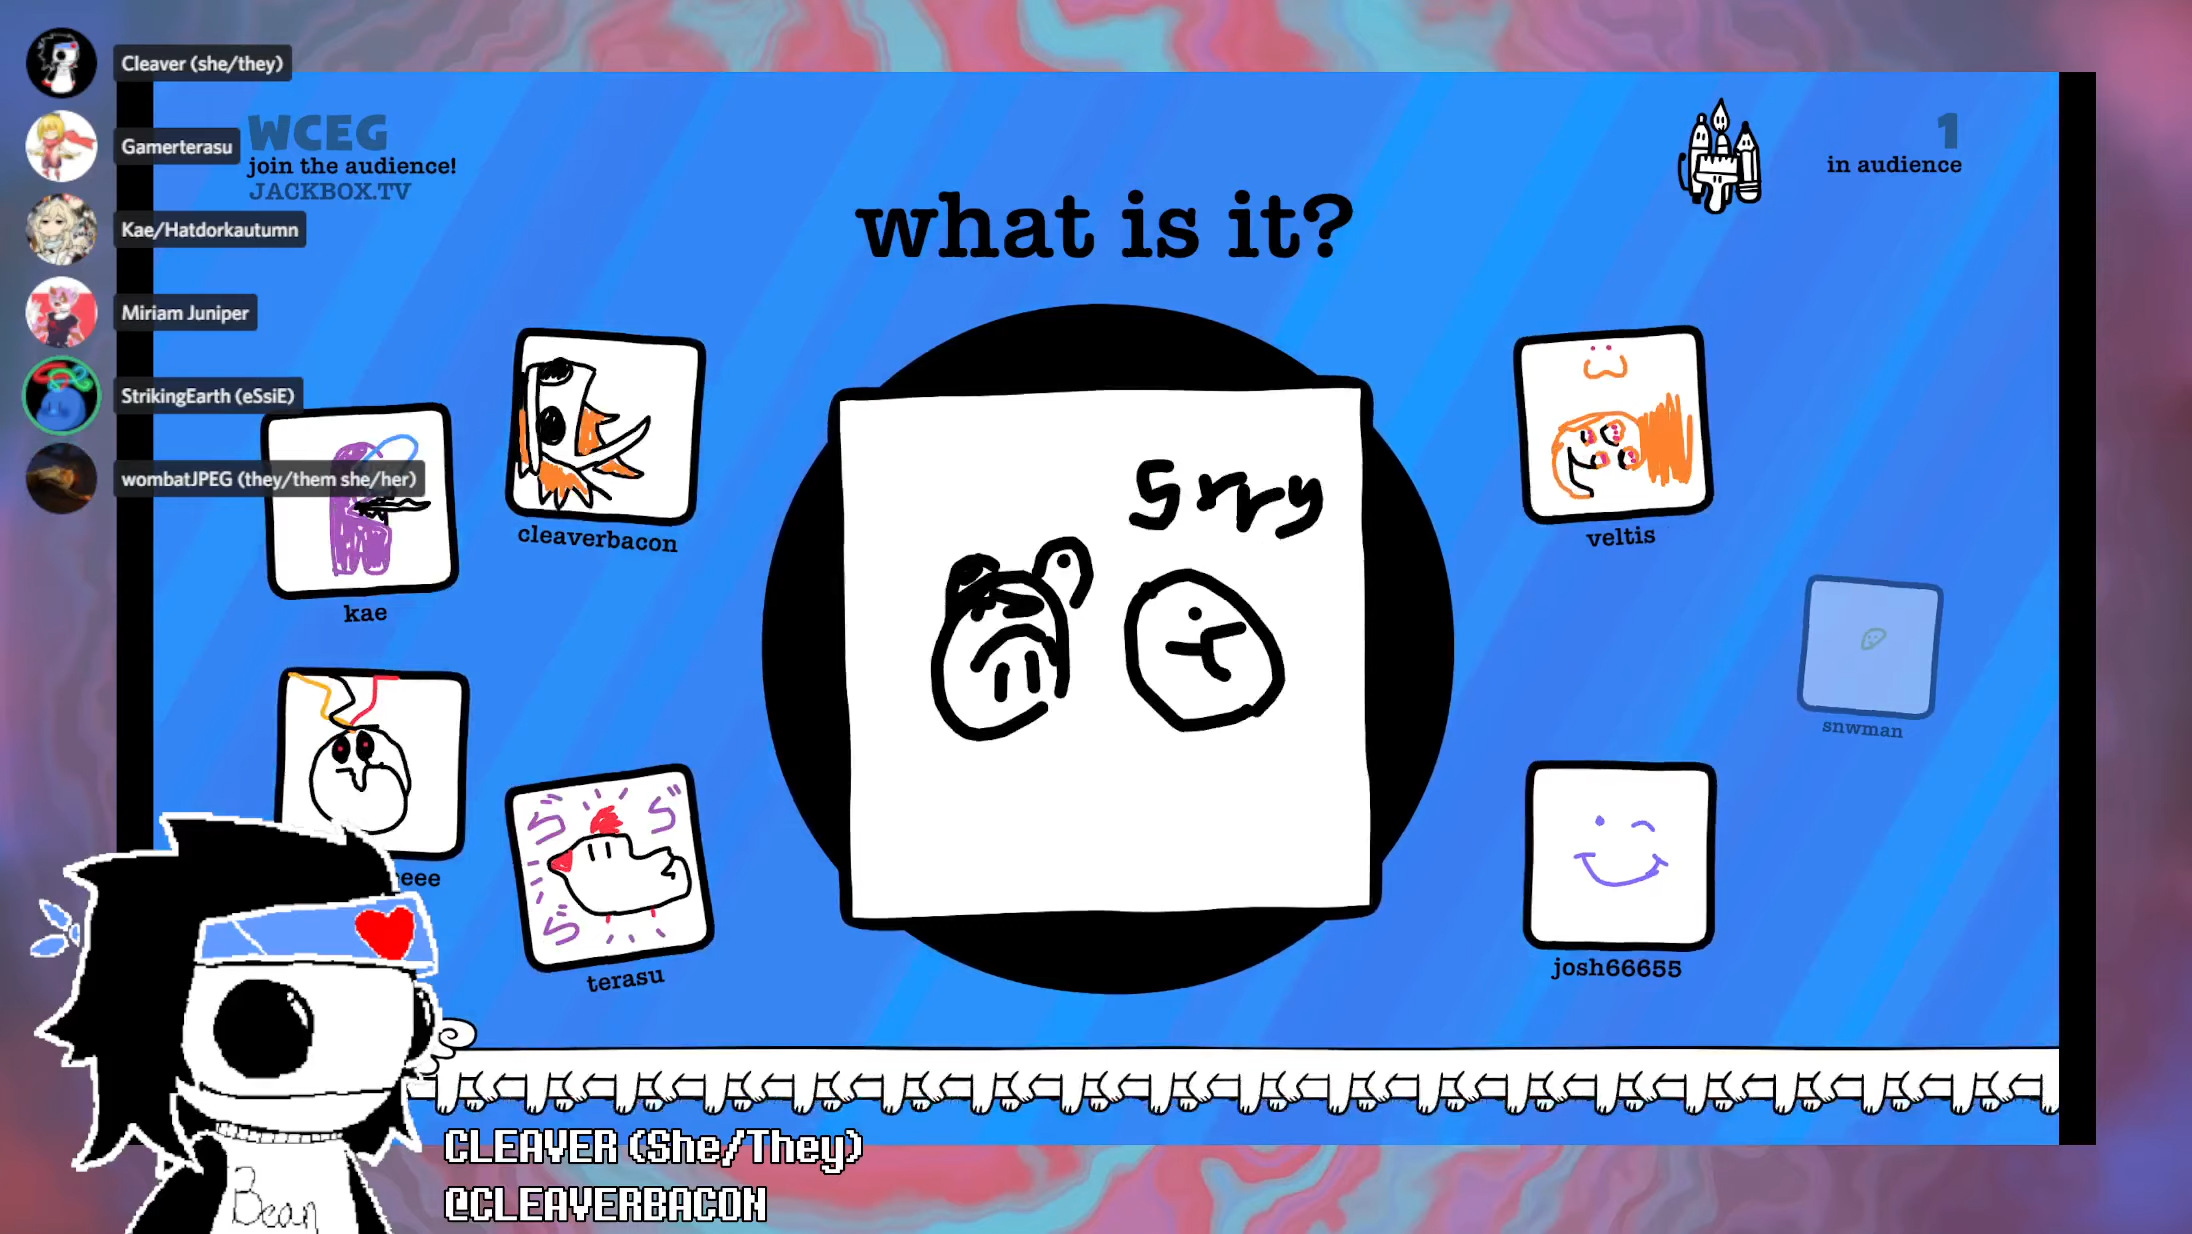 Cleaver (she/they)
Gamerterasu
Kae/Hatdorkautumn
Miriam Juniper
StrikingEarth (eSsiE)
wombatJPEG (they/them she/her)
WCEG
join the audience!
JACKBOX.TV
1
in audience
what is it?
srry
cleaverbacon
kae
eee
terasu
veltis
snwman
josh66655
Bean
CLEAVER (She/They)
@CLEAVERBACON